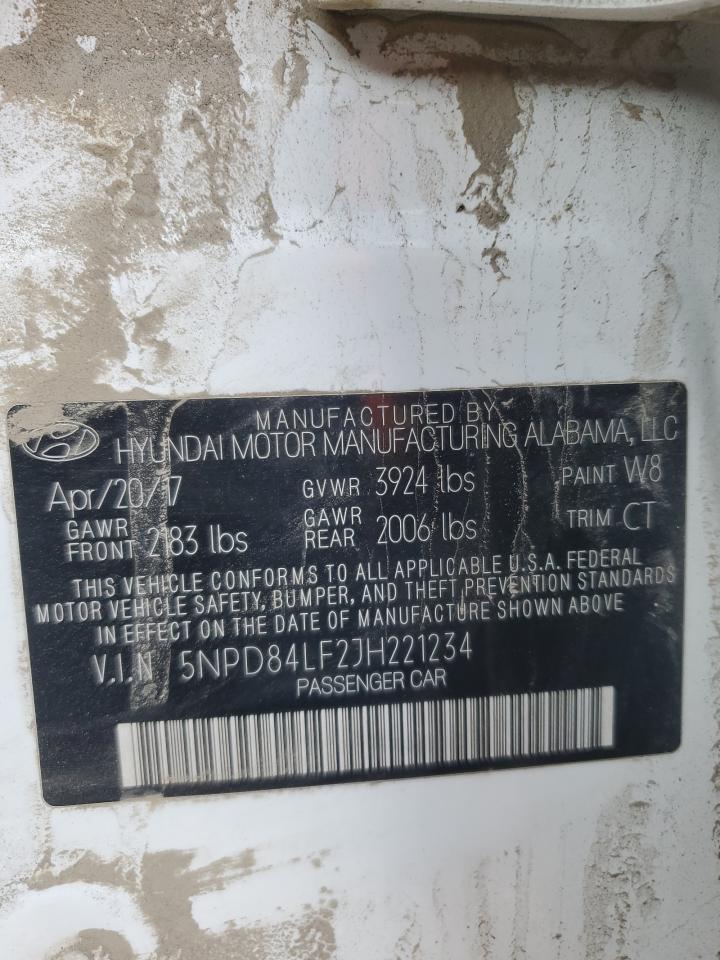 MANUFACTURED BY
HYUNDAI MOTOR MANUFACTURING ALABAMA, LLC
Apr/20/17 GVWR 3924 lbs PAINT W8
GAWR FRONT 2183 lbs GAWR REAR 2006 lbs TRIM CT
THIS VEHICLE CONFORMS TO ALL APPLICABLE U.S.A. FEDERAL
MOTOR VEHICLE SAFETY, BUMPER, AND THEFT PREVENTION STANDARDS
IN EFFECT ON THE DATE OF MANUFACTURE SHOWN ABOVE
V.I.N 5NPD84LF2JH221234
PASSENGER CAR